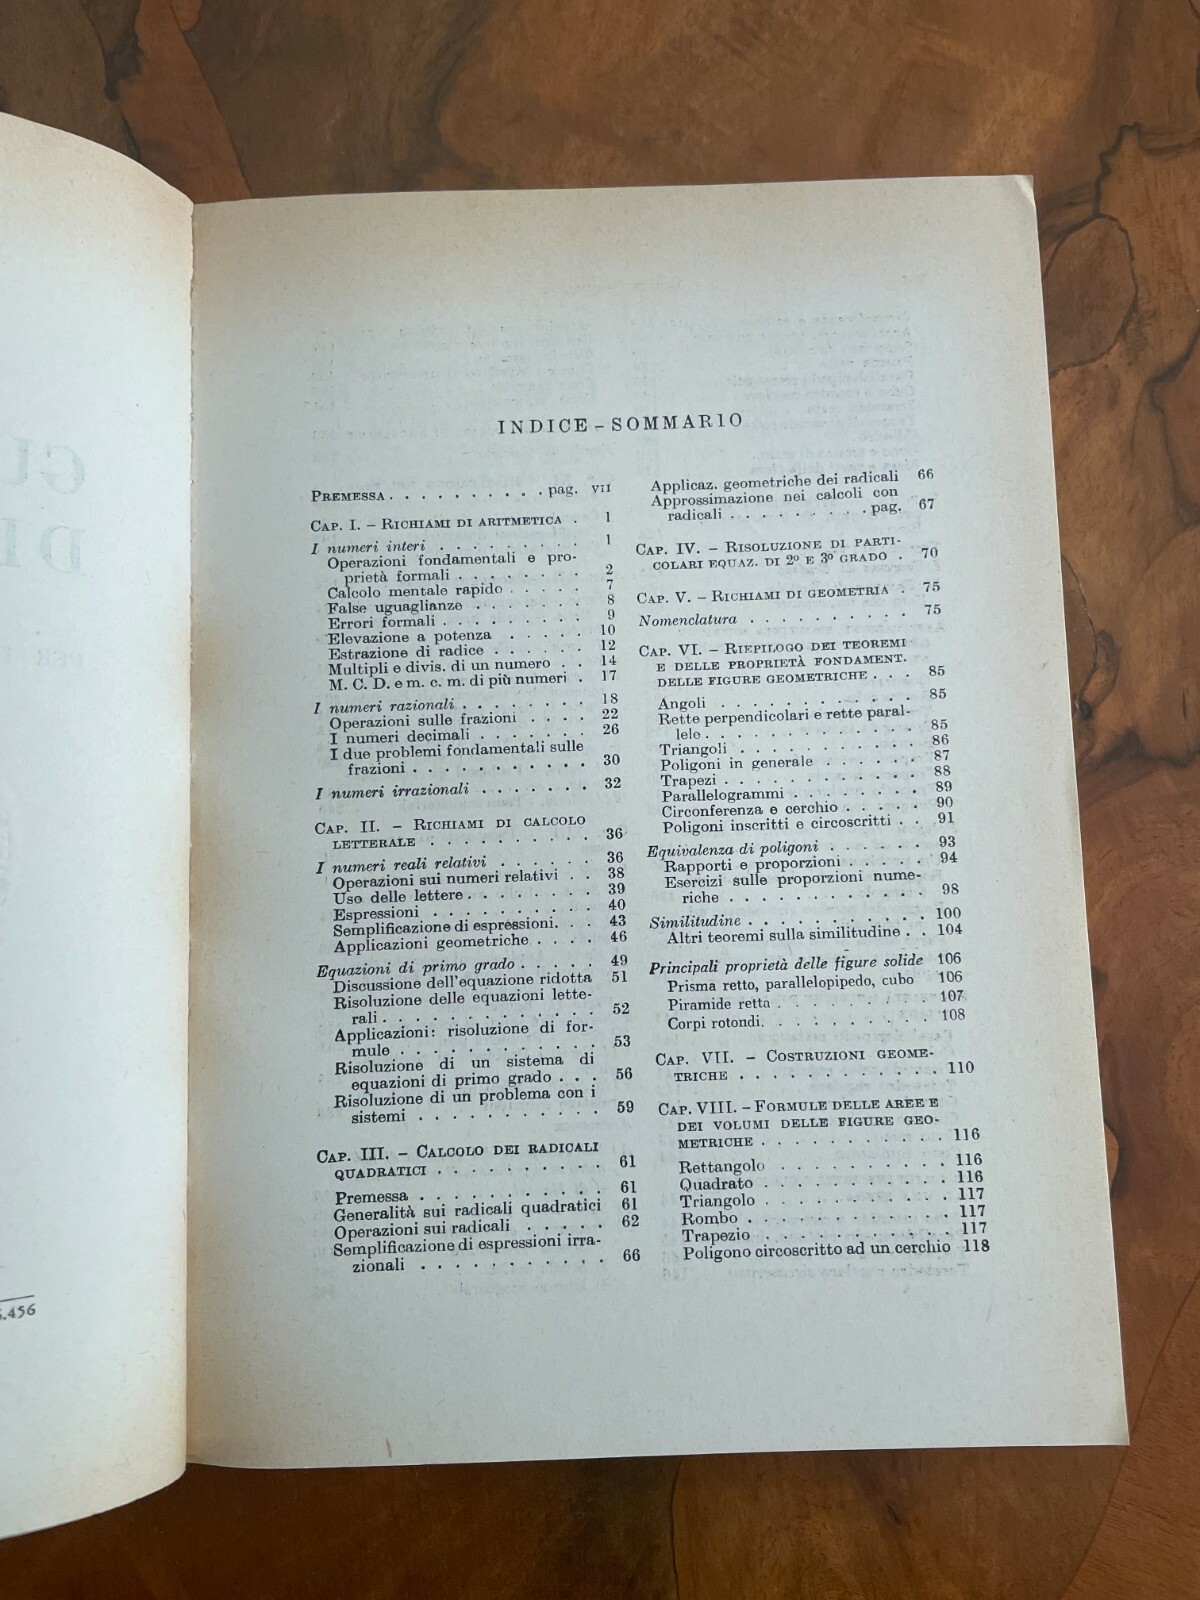 INDICE - SOMMARIO
PREMESSA . . . . . . . . . . pag. VII
CAP. I. - RICHIAMI DI ARITMETICA . 1
I numeri interi . . . . . . . . . 1
Operazioni fondamentali e pro-
prietà formali . . . . . . . . 2
Calcolo mentale rapido . . . . . 7
False uguaglianze . . . . . . . 8
Errori formali . . . . . . . . . 9
Elevazione a potenza . . . . . 10
Estrazione di radice . . . . . . 12
Multipli e divis. di un numero . . 14
M. C. D. e m. c. m. di più numeri . 17
I numeri razionali . . . . . . . . 18
Operazioni sulle frazioni . . . . 22
I numeri decimali . . . . . . . 26
I due problemi fondamentali sulle
frazioni . . . . . . . . . . . 30
I numeri irrazionali . . . . . . . 32
CAP. II. - RICHIAMI DI CALCOLO
LETTERALE . . . . . . . . . . 36
I numeri reali relativi . . . . . . 36
Operazioni sui numeri relativi . . 38
Uso delle lettere . . . . . . . . 39
Espressioni . . . . . . . . . . 40
Semplificazione di espressioni. . . 43
Applicazioni geometriche . . . . 46
Equazioni di primo grado . . . . . 49
Discussione dell'equazione ridotta 51
Risoluzione delle equazioni lette-
rali . . . . . . . . . . . . . 52
Applicazioni: risoluzione di for-
mule . . . . . . . . . . . . 53
Risoluzione di un sistema di
equazioni di primo grado . . . 56
Risoluzione di un problema con i
sistemi . . . . . . . . . . . 59
CAP. III. - CALCOLO DEI RADICALI
QUADRATICI . . . . . . . . . . 61
Premessa . . . . . . . . . . . 61
Generalità sui radicali quadratici 61
Operazioni sui radicali . . . . . 62
Semplificazione di espressioni irra-
zionali . . . . . . . . . . . 66
Applicaz. geometriche dei radicali 66
Approssimazione nei calcoli con
radicali . . . . . . . . . pag. 67
CAP. IV. - RISOLUZIONE DI PARTI-
COLARI EQUAZ. DI 2º E 3º GRADO . 70
CAP. V. - RICHIAMI DI GEOMETRIA . 75
Nomenclatura . . . . . . . . . . 75
CAP. VI. - RIEPILOGO DEI TEOREMI
E DELLE PROPRIETÀ FONDAMENT.
DELLE FIGURE GEOMETRICHE . . . 85
Angoli . . . . . . . . . . . . 85
Rette perpendicolari e rette paral-
lele . . . . . . . . . . . . . 85
Triangoli . . . . . . . . . . . 86
Poligoni in generale . . . . . . 87
Trapezi . . . . . . . . . . . . 88
Parallelogrammi . . . . . . . . 89
Circonferenza e cerchio . . . . . 90
Poligoni inscritti e circoscritti . . 91
Equivalenza di poligoni . . . . . . 93
Rapporti e proporzioni . . . . . 94
Esercizi sulle proporzioni nume-
riche . . . . . . . . . . . . 98
Similitudine . . . . . . . . . . . 100
Altri teoremi sulla similitudine . . 104
Principali proprietà delle figure solide 106
Prisma retto, parallelopipedo, cubo 106
Piramide retta . . . . . . . . . 107
Corpi rotondi. . . . . . . . . . 108
CAP. VII. - COSTRUZIONI GEOME-
TRICHE . . . . . . . . . . . . 110
CAP. VIII. - FORMULE DELLE AREE E
DEI VOLUMI DELLE FIGURE GEO-
METRICHE . . . . . . . . . . . 116
Rettangolo . . . . . . . . . . 116
Quadrato . . . . . . . . . . . 116
Triangolo . . . . . . . . . . . 117
Rombo . . . . . . . . . . . . 117
Trapezio . . . . . . . . . . . 117
Poligono circoscritto ad un cerchio 118
.456